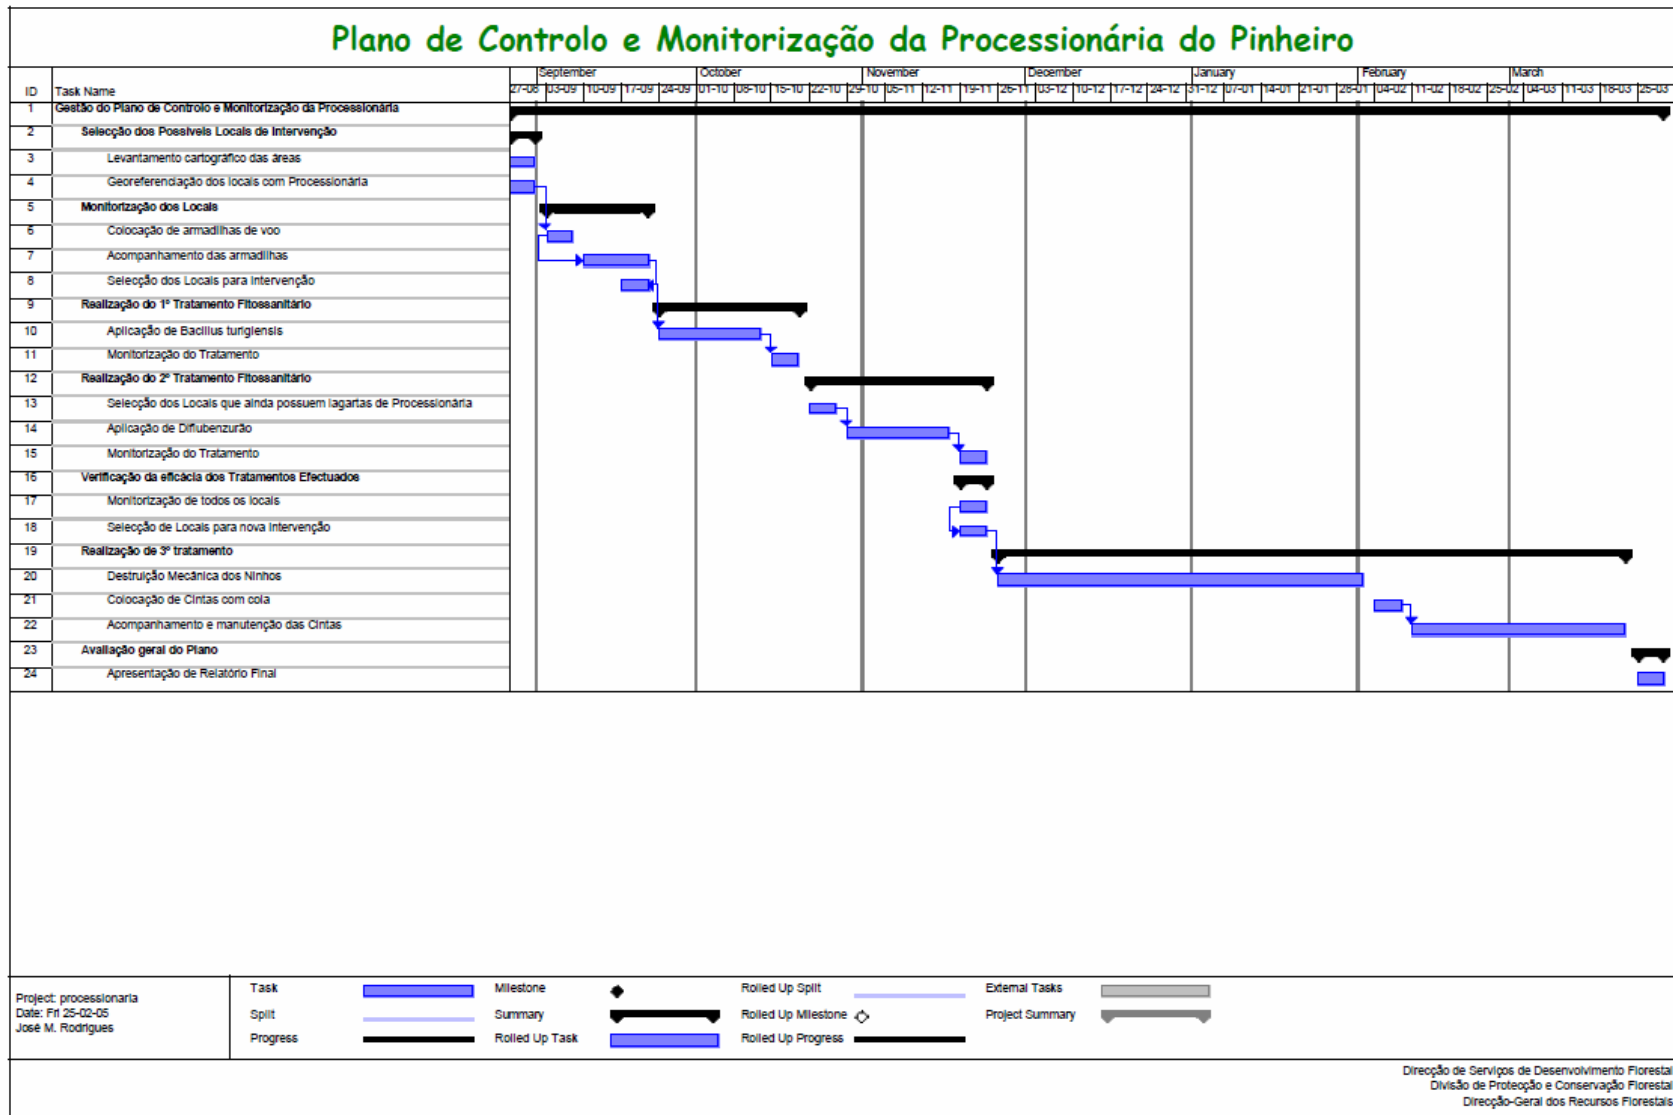 Plano de Controlo e Monitorização da Processionária do Pinheiro
September October November December January February March
ID Task Name 27-08 03-09 10-09 17-09 24-09 01-10 08-10 15-10 22-10 29-10 05-11 12-11 19-11 26-11 03-12 10-12 17-12 24-12 31-12 07-01 14-01 21-01 28-01 04-02 11-02 18-02 25-02 04-03 11-03 18-03 25-03
1 Gestão do Plano de Controlo e Monitorização da Processionária
2 Selecção dos Possíveis Locais de Intervenção
3 Levantamento cartográfico das áreas
4 Georeferenciação dos locais com Processionária
5 Monitorização dos Locais
6 Colocação de armadilhas de voo
7 Acompanhamento das armadilhas
8 Selecção dos Locais para Intervenção
9 Realização do 1º Tratamento Fitossanitário
10 Aplicação de Bacillus turigiensis
11 Monitorização do Tratamento
12 Realização do 2º Tratamento Fitossanitário
13 Selecção dos Locais que ainda possuem lagartas de Processionária
14 Aplicação de Diflubenzurão
15 Monitorização do Tratamento
16 Verificação da eficácia dos Tratamentos Efectuados
17 Monitorização de todos os locais
18 Selecção de Locais para nova Intervenção
19 Realização de 3º tratamento
20 Destruição Mecânica dos Ninhos
21 Colocação de Cintas com cola
22 Acompanhamento e manutenção das Cintas
23 Avaliação geral do Plano
24 Apresentação de Relatório Final
Project: processionaria
Date: Fri 25-02-05
José M. Rodrigues
Task Milestone Rolled Up Split External Tasks
Split Summary Rolled Up Milestone Project Summary
Progress Rolled Up Task Rolled Up Progress
Direcção de Serviços de Desenvolvimento Florestal
Divisão de Protecção e Conservação Florestal
Direcção-Geral dos Recursos Florestais